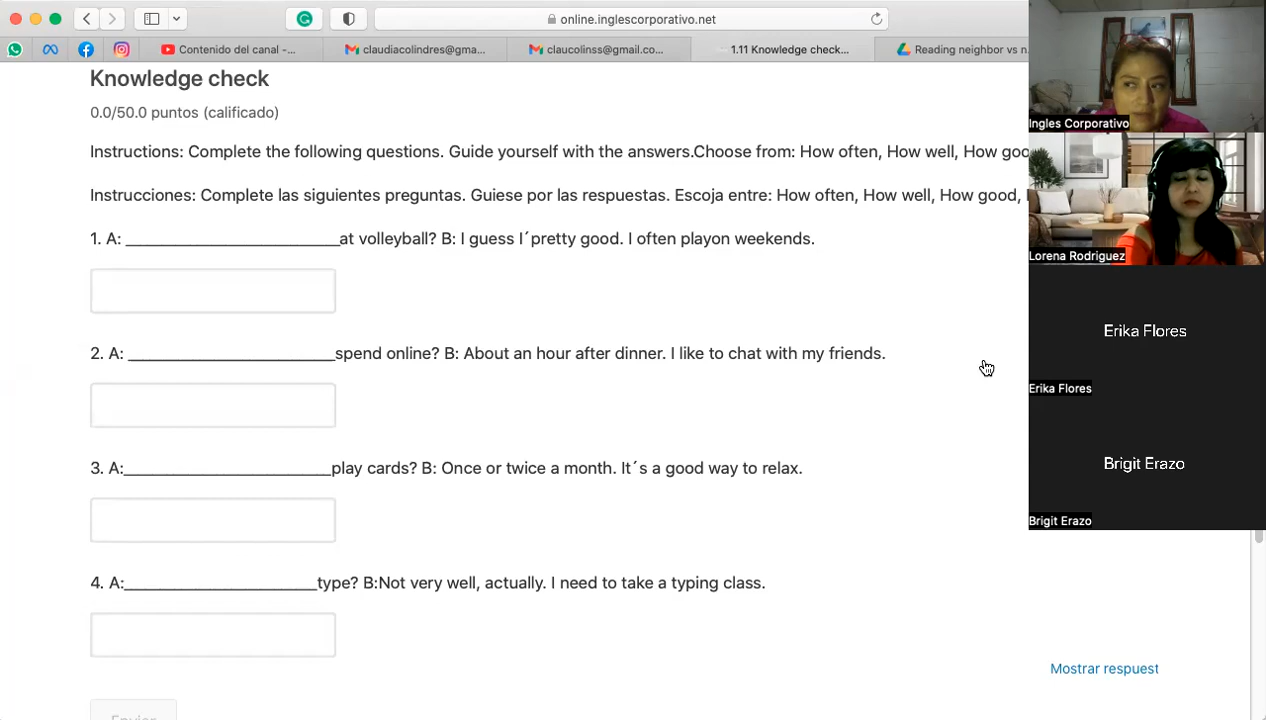 online.inglescorporativo.net
Contenido del canal -...
claudiacolindres@gma...
claucolinss@gmail.co...
1.11 Knowledge check...
Reading neighbor vs n.
Knowledge check
0.0/50.0 puntos (calificado)
Instructions: Complete the following questions. Guide yourself with the answers.Choose from: How often, How well, How goo
Instrucciones: Complete las siguientes preguntas. Guiese por las respuestas. Escoja entre: How often, How well, How good,
1. A: _________________________at volleyball? B: I guess I´pretty good. I often playon weekends.
2. A: ________________________spend online? B: About an hour after dinner. I like to chat with my friends.
3. A:________________________play cards? B: Once or twice a month. It´s a good way to relax.
4. A:______________________type? B:Not very well, actually. I need to take a typing class.
Mostrar respuest
Enviar
Ingles Corporativo
Lorena Rodriguez
Erika Flores
Erika Flores
Brigit Erazo
Brigit Erazo